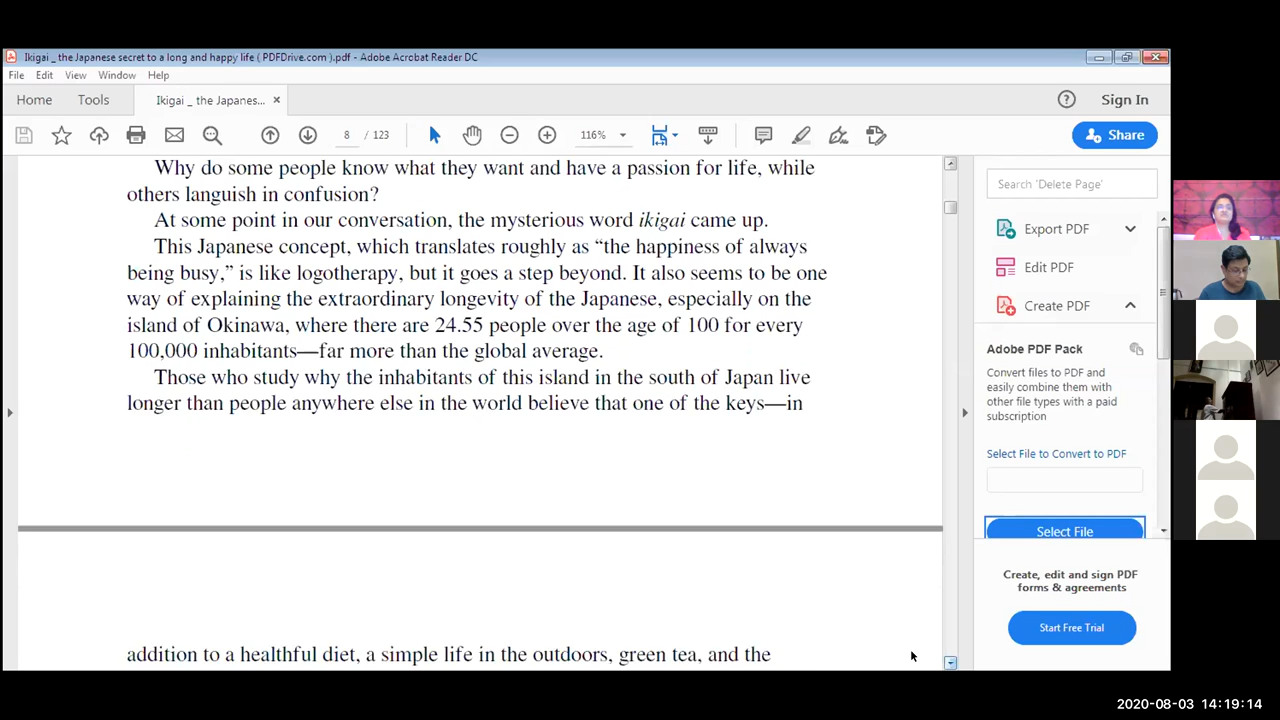 Ikigai _ the Japanese secret to a long and happy life ( PDFDrive.com ).pdf - Adobe Acrobat Reader DC
File Edit View Window Help
Home Tools Ikigai _ the Japanes... × Sign In
8 / 123 116% Share
Why do some people know what they want and have a passion for life, while
others languish in confusion?
At some point in our conversation, the mysterious word ikigai came up.
This Japanese concept, which translates roughly as “the happiness of always
being busy,” is like logotherapy, but it goes a step beyond. It also seems to be one
way of explaining the extraordinary longevity of the Japanese, especially on the
island of Okinawa, where there are 24.55 people over the age of 100 for every
100,000 inhabitants—far more than the global average.
Those who study why the inhabitants of this island in the south of Japan live
longer than people anywhere else in the world believe that one of the keys—in
addition to a healthful diet, a simple life in the outdoors, green tea, and the
Search 'Delete Page'
Export PDF
Edit PDF
Create PDF
Adobe PDF Pack
Convert files to PDF and
easily combine them with
other file types with a paid
subscription
Select File to Convert to PDF
Select File
Create, edit and sign PDF
forms & agreements
Start Free Trial
2020-08-03 14:19:14